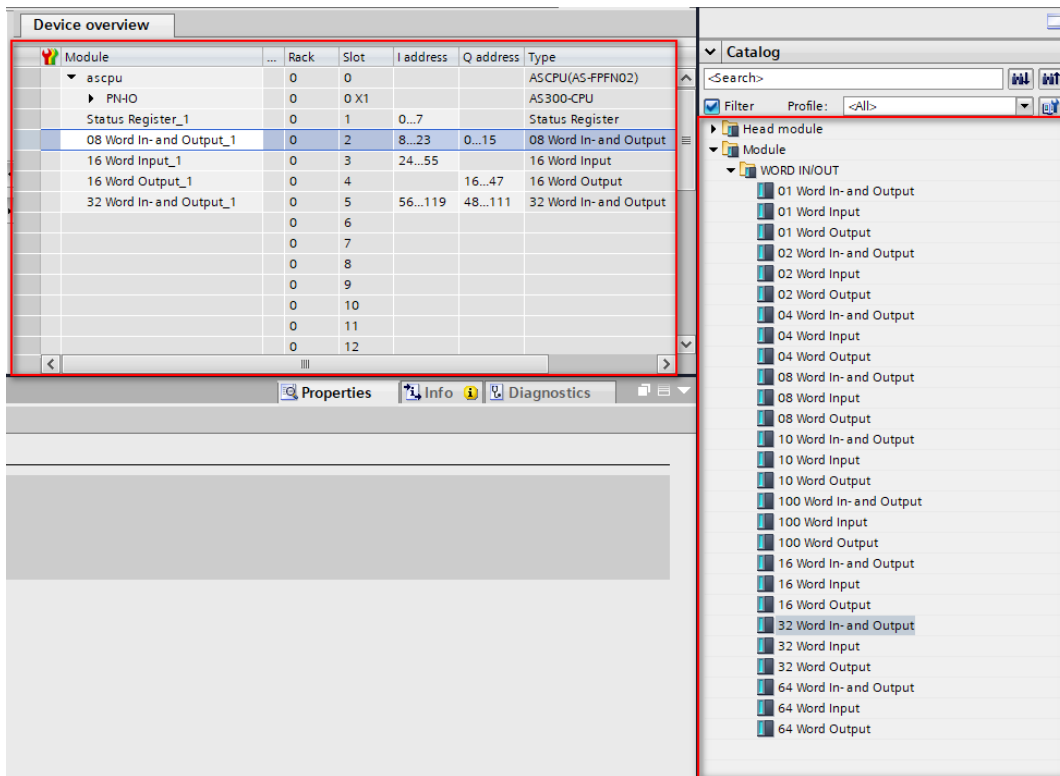 Device overview
Module ... Rack Slot I address Q address Type
ascpu 0 0 ASCPU(AS-FPFN02)
PN-IO 0 0 X1 AS300-CPU
Status Register_1 0 1 0...7 Status Register
08 Word In- and Output_1 0 2 8...23 0...15 08 Word In- and Output
16 Word Input_1 0 3 24...55 16 Word Input
16 Word Output_1 0 4 16...47 16 Word Output
32 Word In- and Output_1 0 5 56...119 48...111 32 Word In- and Output
0 6
0 7
0 8
0 9
0 10
0 11
0 12
Properties Info Diagnostics
Catalog
<Search>
Filter Profile: <All>
Head module
Module
WORD IN/OUT
01 Word In- and Output
01 Word Input
01 Word Output
02 Word In- and Output
02 Word Input
02 Word Output
04 Word In- and Output
04 Word Input
04 Word Output
08 Word In- and Output
08 Word Input
08 Word Output
10 Word In- and Output
10 Word Input
10 Word Output
100 Word In- and Output
100 Word Input
100 Word Output
16 Word In- and Output
16 Word Input
16 Word Output
32 Word In- and Output
32 Word Input
32 Word Output
64 Word In- and Output
64 Word Input
64 Word Output